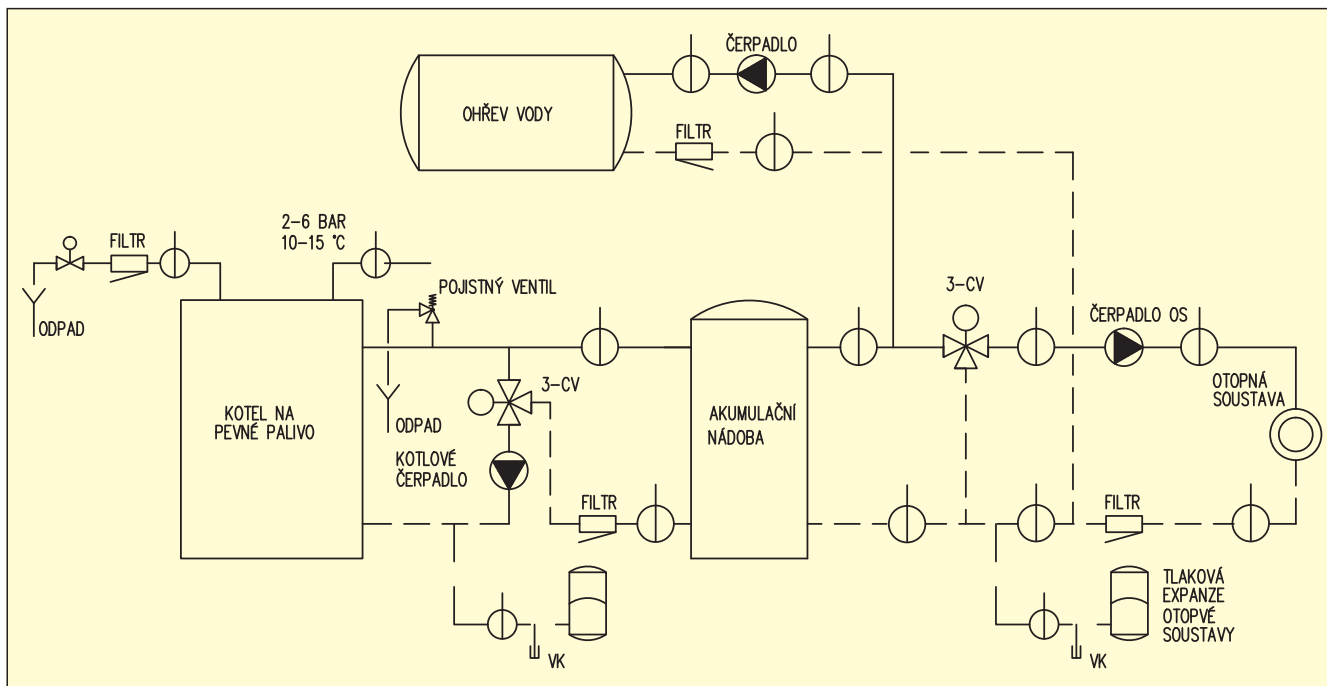 ČERPADLO
OHŘEV VODY
FILTR
2–6 BAR
10–15 °C
FILTR
ODPAD
POJISTNÝ VENTIL
3-CV
ČERPADLO OS
3-CV
OTOPNÁ
SOUSTAVA
KOTEL NA
PEVNÉ PALIVO
ODPAD
AKUMULAČNÍ
NÁDOBA
KOTLOVÉ
ČERPADLO
FILTR
FILTR
TLAKOVÁ
EXPANZE
OTOPVÉ
SOUSTAVY
VK
VK